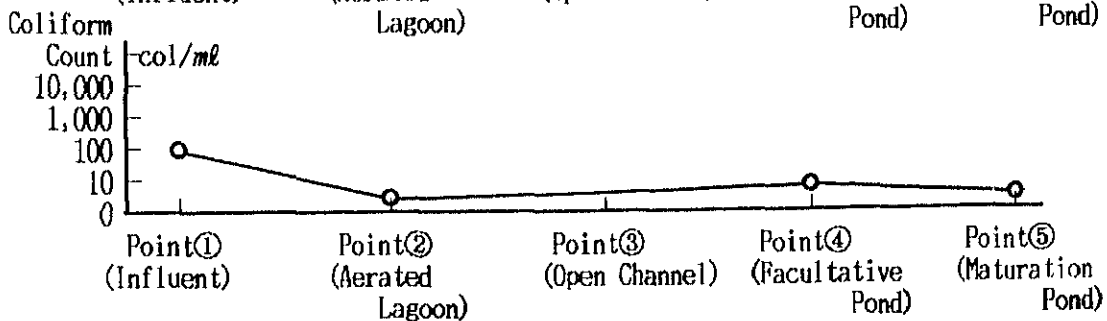 Coliform Lagoon) Pond) Pond)
Count col/mℓ
10,000
1,000
100
10
0
Point① Point② Point③ Point④ Point⑤
(Influent) (Aerated (Open Channel) (Facultative (Maturation
Lagoon) Pond) Pond)